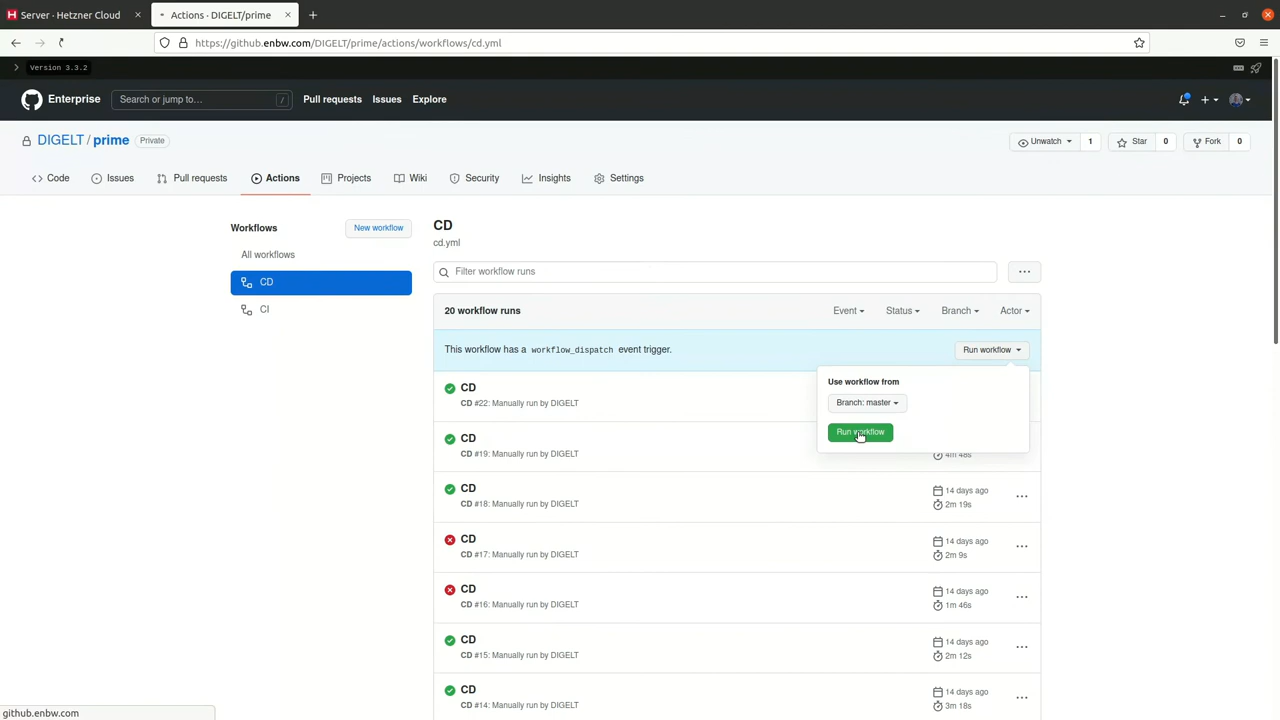 Server - Hetzner Cloud
Actions · DIGELT/prime
https://github.enbw.com/DIGELT/prime/actions/workflows/cd.yml
Version 3.3.2
Enterprise
Search or jump to…
/
Pull requests
Issues
Explore
DIGELT / prime
Private
Unwatch
1
Star
0
Fork
0
Code
Issues
Pull requests
Actions
Projects
Wiki
Security
Insights
Settings
Workflows
New workflow
All workflows
CD
CI
CD
cd.yml
Filter workflow runs
20 workflow runs
Event
Status
Branch
Actor
This workflow has a workflow_dispatch event trigger.
Run workflow
Use workflow from
Branch: master
Run workflow
CD
CD #22: Manually run by DIGELT
CD
CD #19: Manually run by DIGELT
4m 48s
CD
CD #18: Manually run by DIGELT
14 days ago
2m 19s
CD
CD #17: Manually run by DIGELT
14 days ago
2m 9s
CD
CD #16: Manually run by DIGELT
14 days ago
1m 46s
CD
CD #15: Manually run by DIGELT
14 days ago
2m 12s
CD
CD #14: Manually run by DIGELT
14 days ago
3m 18s
github.enbw.com